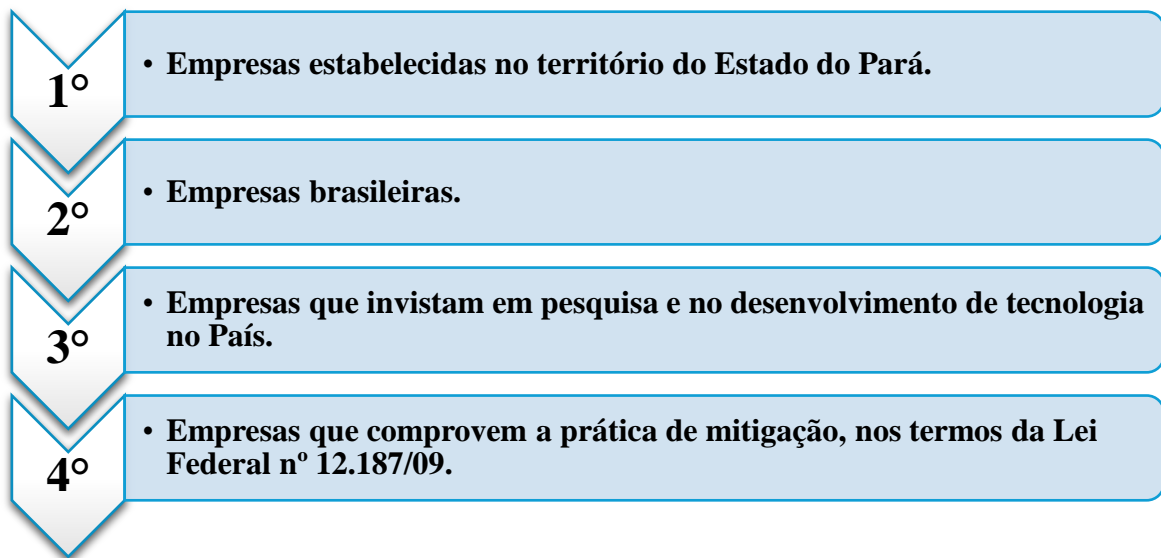 1°
• Empresas estabelecidas no território do Estado do Pará.
2°
• Empresas brasileiras.
3°
• Empresas que invistam em pesquisa e no desenvolvimento de tecnologia
no País.
4°
• Empresas que comprovem a prática de mitigação, nos termos da Lei
Federal nº 12.187/09.